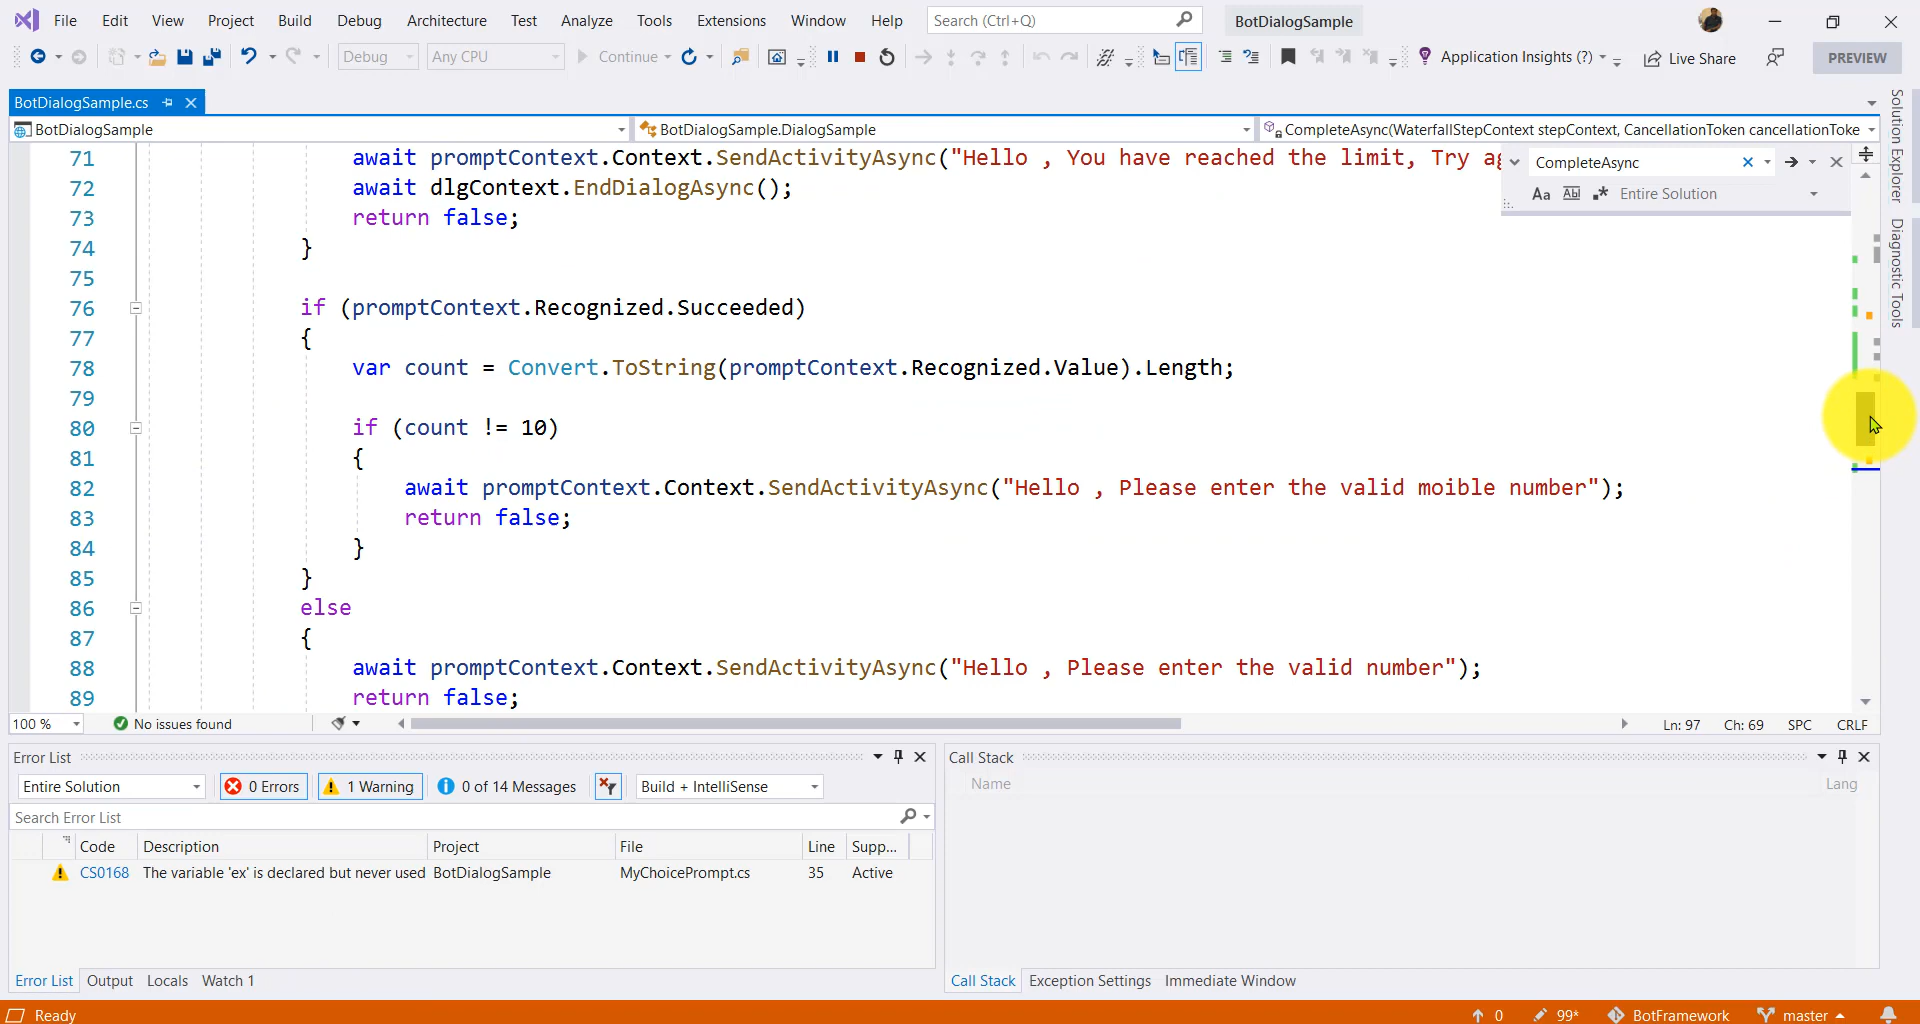 File Edit View Project Build Debug Architecture Test Analyze Tools Extensions Window Help Search (Ctrl+Q) BotDialogSample
Debug Any CPU Continue Application Insights (?) Live Share PREVIEW
BotDialogSample.cs
BotDialogSample BotDialogSample.DialogSample CompleteAsync(WaterfallStepContext stepContext, CancellationToken cancellationToke
71 await promptContext.Context.SendActivityAsync("Hello , You have reached the limit, Try ag
CompleteAsync
Aa Abl Entire Solution
72 await dlgContext.EndDialogAsync();
73 return false;
74 }
75
76 if (promptContext.Recognized.Succeeded)
77 {
78 var count = Convert.ToString(promptContext.Recognized.Value).Length;
79
80 if (count != 10)
81 {
82 await promptContext.Context.SendActivityAsync("Hello , Please enter the valid moible number");
83 return false;
84 }
85 }
86 else
87 {
88 await promptContext.Context.SendActivityAsync("Hello , Please enter the valid number");
89 return false;
Solution Explorer
Diagnostic Tools
100 % No issues found Ln: 97 Ch: 69 SPC CRLF
Error List
Entire Solution 0 Errors 1 Warning 0 of 14 Messages Build + IntelliSense
Search Error List
Code Description Project File Line Supp...
CS0168 The variable 'ex' is declared but never used BotDialogSample MyChoicePrompt.cs 35 Active
Error List Output Locals Watch 1
Call Stack
Name Lang
Call Stack Exception Settings Immediate Window
Ready 0 99* BotFramework master